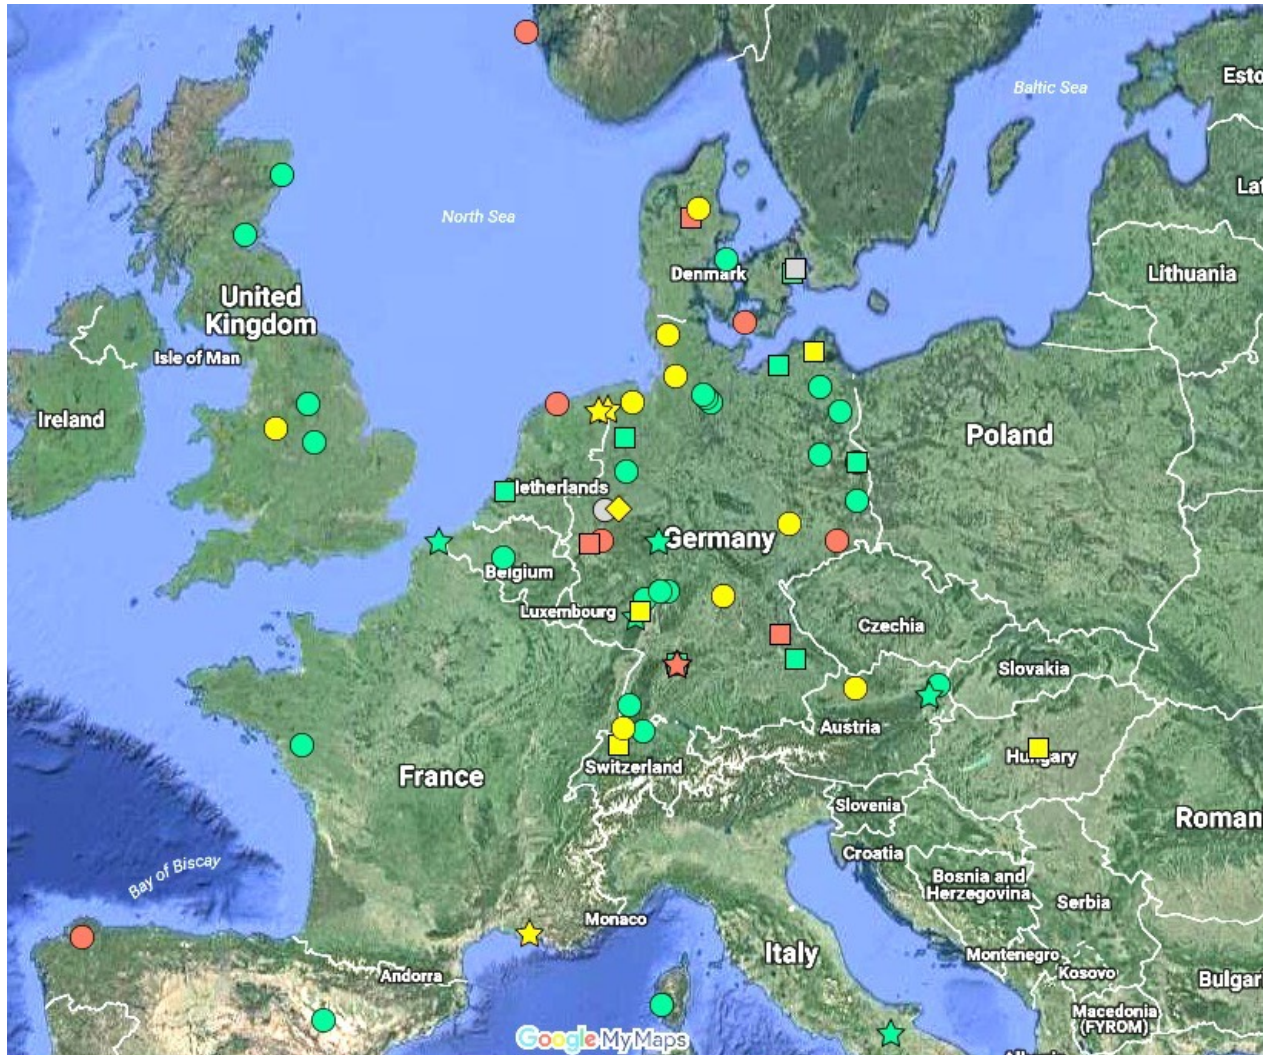 Baltic Sea
Esto
Lat
North Sea
Denmark
Lithuania
United
Kingdom
Isle of Man
Ireland
Poland
Netherlands
Germany
Belgium
Luxembourg
Czechia
Slovakia
Austria
Hungary
France
Switzerland
Slovenia
Roman
Croatia
Bay of Biscay
Bosnia and
Herzegovina
Serbia
Monaco
Italy
Montenegro
Kosovo
Andorra
Bulgar
Macedonia
(FYROM)
Google My Maps